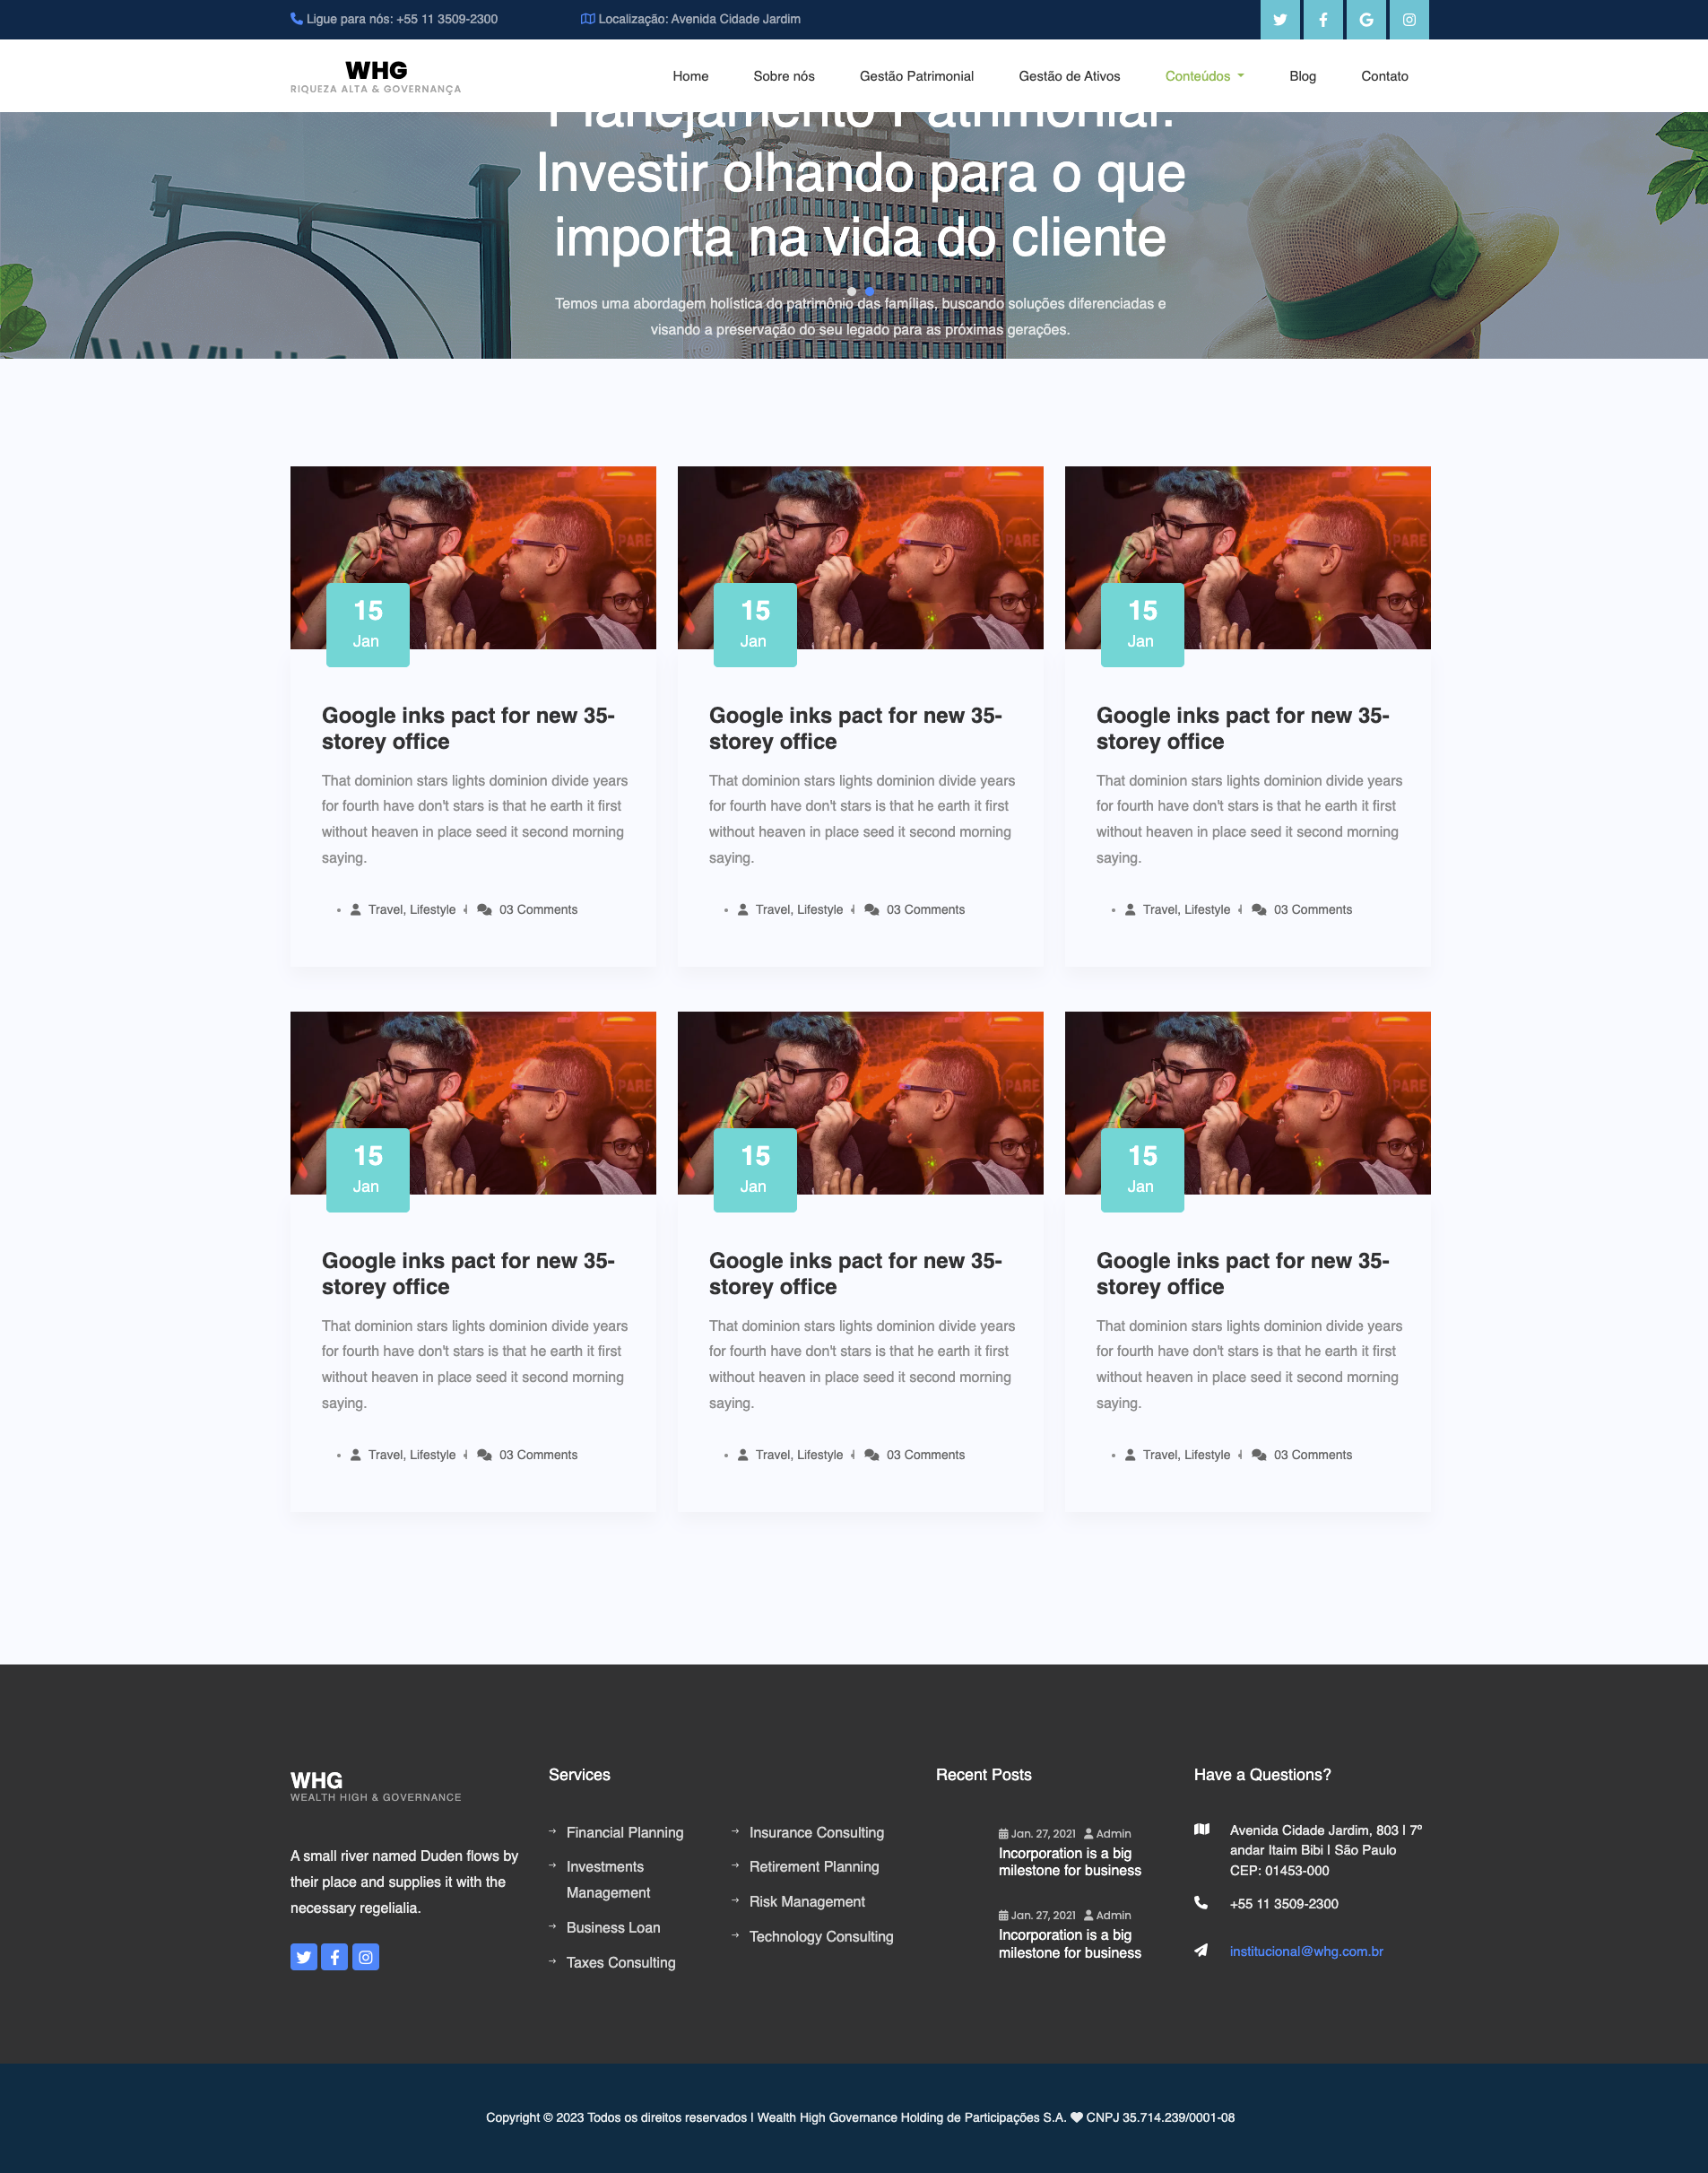 Ligue para nós: +55 11 3509-2300
Localização: Avenida Cidade Jardim
WHG
RIQUEZA ALTA & GOVERNANÇA
Home
Sobre nós
Gestão Patrimonial
Gestão de Ativos
Conteúdos
Blog
Contato
Planejamento Patrimonial:
Investir olhando para o que
importa na vida do cliente
Temos uma abordagem holística do patrimônio das famílias, buscando soluções diferenciadas e
visando a preservação do seu legado para as próximas gerações.
PARE
15
Jan
Google inks pact for new 35-
storey office
That dominion stars lights dominion divide years
for fourth have don't stars is that he earth it first
without heaven in place seed it second morning
saying.
Travel, Lifestyle
03 Comments
PARE
15
Jan
Google inks pact for new 35-
storey office
That dominion stars lights dominion divide years
for fourth have don't stars is that he earth it first
without heaven in place seed it second morning
saying.
Travel, Lifestyle
03 Comments
PARE
15
Jan
Google inks pact for new 35-
storey office
That dominion stars lights dominion divide years
for fourth have don't stars is that he earth it first
without heaven in place seed it second morning
saying.
Travel, Lifestyle
03 Comments
PARE
15
Jan
Google inks pact for new 35-
storey office
That dominion stars lights dominion divide years
for fourth have don't stars is that he earth it first
without heaven in place seed it second morning
saying.
Travel, Lifestyle
03 Comments
PARE
15
Jan
Google inks pact for new 35-
storey office
That dominion stars lights dominion divide years
for fourth have don't stars is that he earth it first
without heaven in place seed it second morning
saying.
Travel, Lifestyle
03 Comments
PARE
15
Jan
Google inks pact for new 35-
storey office
That dominion stars lights dominion divide years
for fourth have don't stars is that he earth it first
without heaven in place seed it second morning
saying.
Travel, Lifestyle
03 Comments
WHG
WEALTH HIGH & GOVERNANCE
A small river named Duden flows by
their place and supplies it with the
necessary regelialia.
Services
Financial Planning
Investments
Management
Business Loan
Taxes Consulting
Insurance Consulting
Retirement Planning
Risk Management
Technology Consulting
Recent Posts
Jan. 27, 2021 Admin
Incorporation is a big
milestone for business
Jan. 27, 2021 Admin
Incorporation is a big
milestone for business
Have a Questions?
Avenida Cidade Jardim, 803 | 7º
andar Itaim Bibi | São Paulo
CEP: 01453-000
+55 11 3509-2300
institucional@whg.com.br
Copyright © 2023 Todos os direitos reservados | Wealth High Governance Holding de Participações S.A. ♥ CNPJ 35.714.239/0001-08